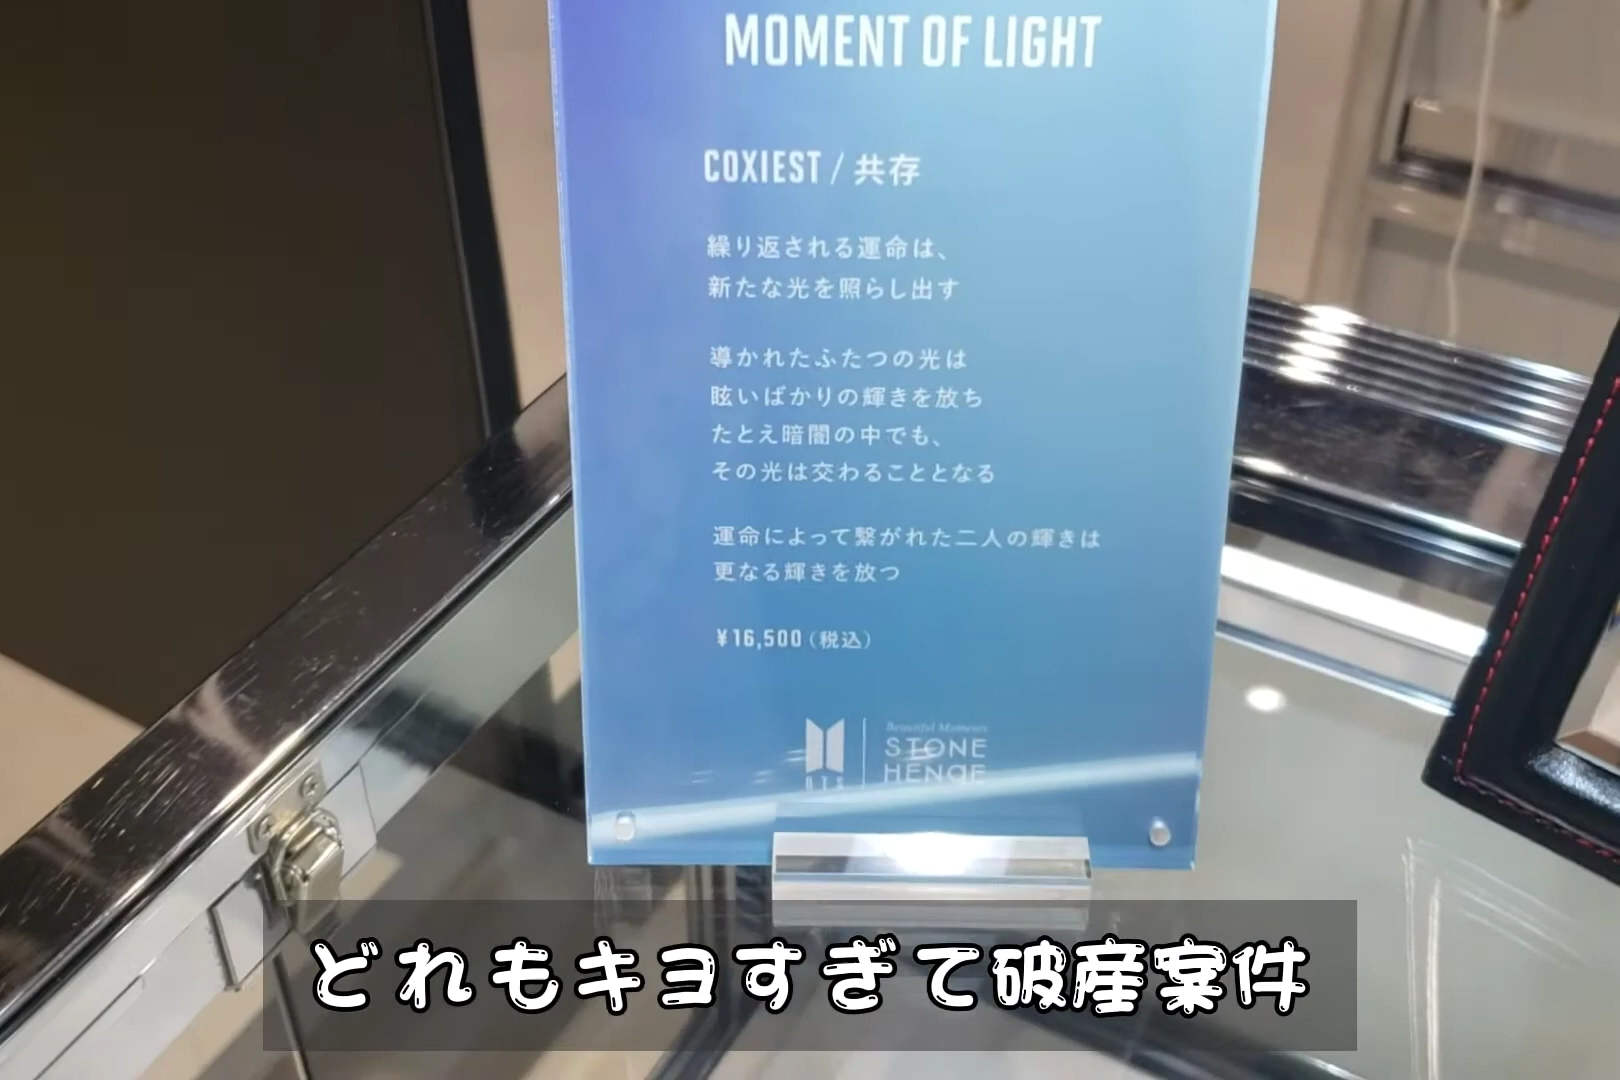 MOMENT OF LIGHT
COXIEST / 共存
繰り返される運命は、
新たな光を照らし出す
導かれたふたつの光は
眩いばかりの輝きを放ち
たとえ暗闇の中でも、
その光は交わることとなる
運命によって繋がれた二人の輝きは
更なる輝きを放つ
¥16,500(税込)
Beautiful Moments
BTS STONE
HENGE
どれもキヨすぎて破産案件